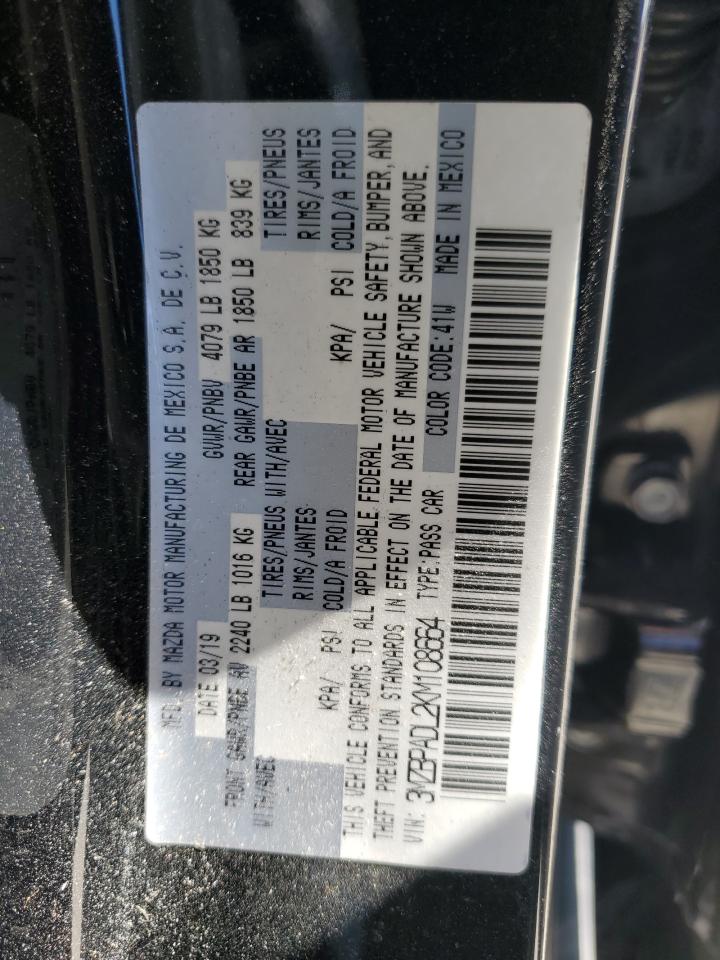 MFD. BY MAZDA MOTOR MANUFACTURING DE MEXICO S.A. DE C.V.
DATE 03/19 GVWR/PNBV 4079 LB 1850 KG
FRONT GAWR/PNBE AV 2240 LB 1016 KG REAR GAWR/PNBE AR 1850 LB 839 KG
WITH/AVEC TIRES/PNEUS WITH/AVEC TIRES/PNEUS
RIMS/JANTES RIMS/JANTES
KPA/ PSI COLD/A FROID KPA/ PSI COLD/A FROID
THIS VEHICLE CONFORMS TO ALL APPLICABLE FEDERAL MOTOR VEHICLE SAFETY, BUMPER, AND
THEFT PREVENTION STANDARDS IN EFFECT ON THE DATE OF MANUFACTURE SHOWN ABOVE.
VIN: 3MZBPADL2KM108664 TYPE:PASS CAR COLOR CODE:41W MADE IN MEXICO